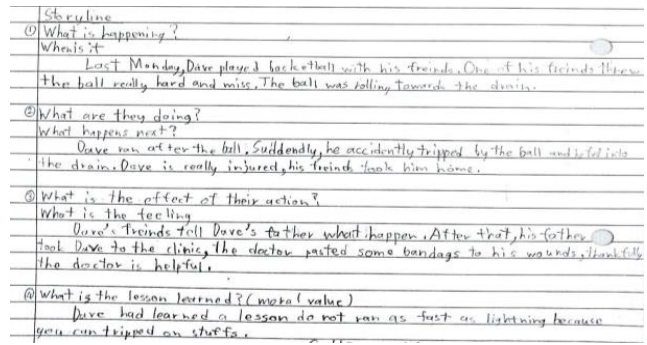 Storyline
① What is happening?
When is it
Last Monday, Dave played basketball with his freinds. One of his freinds threw
the ball really hard and miss. The ball was rolling towards the drain.
② What are they doing?
What happens next?
Dave ran after the ball. Suddendly, he accidently tripped by the ball and fel into
the drain. Dave is really injured, his freinds took him home.
③ What is the effect of their action?
What is the feeling
Dave's freinds tell Dave's father what happen. After that, his father
took Dave to the clinic, the doctor pasted some bandags to his wounds, thankfully
the doctor is helpful.
④ What is the lesson learned? (moral value)
Dave had learned a lesson do not ran as fast as lightning because
you can tripped on stuffs.